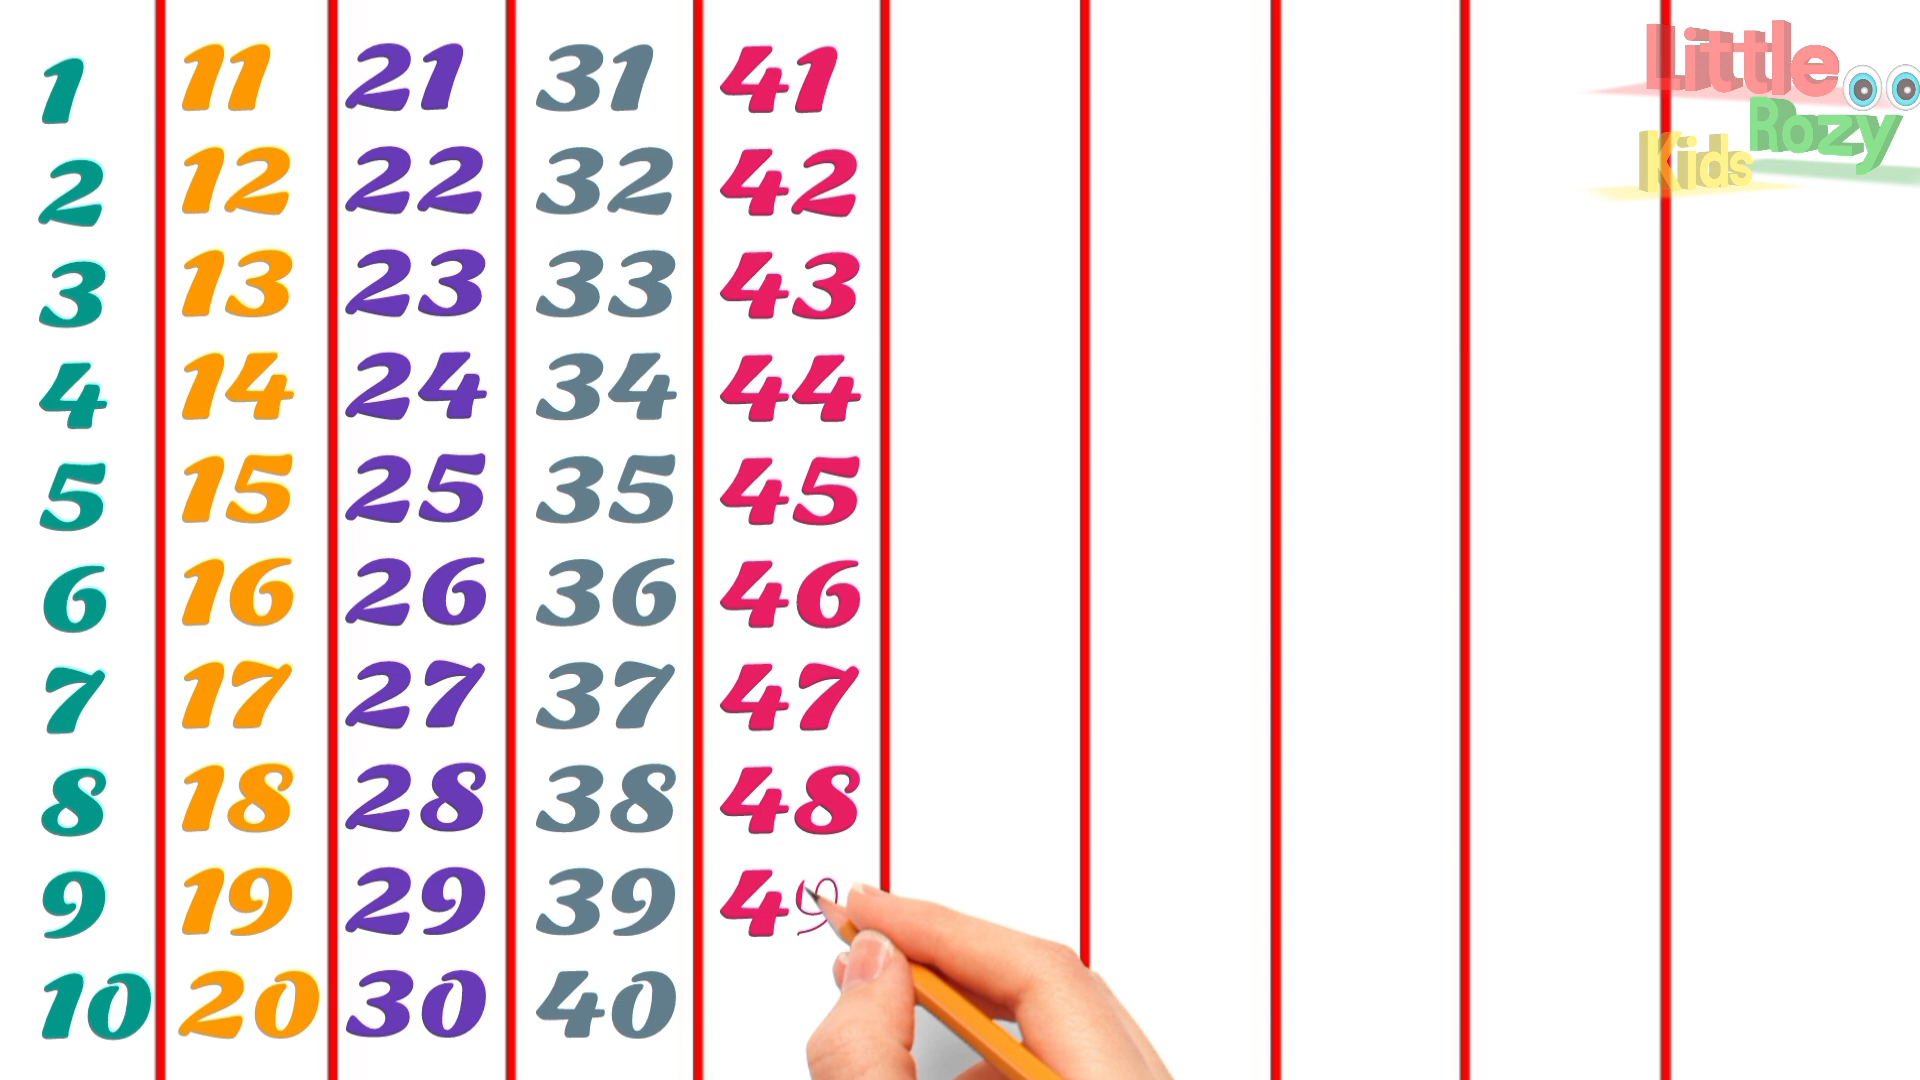 1 11 21 31 41
2 12 22 32 42
3 13 23 33 43
4 14 24 34 44
5 15 25 35 45
6 16 26 36 46
7 17 27 37 47
8 18 28 38 48
9 19 29 39 49
10 20 30 40
Little
Rozy
Kids